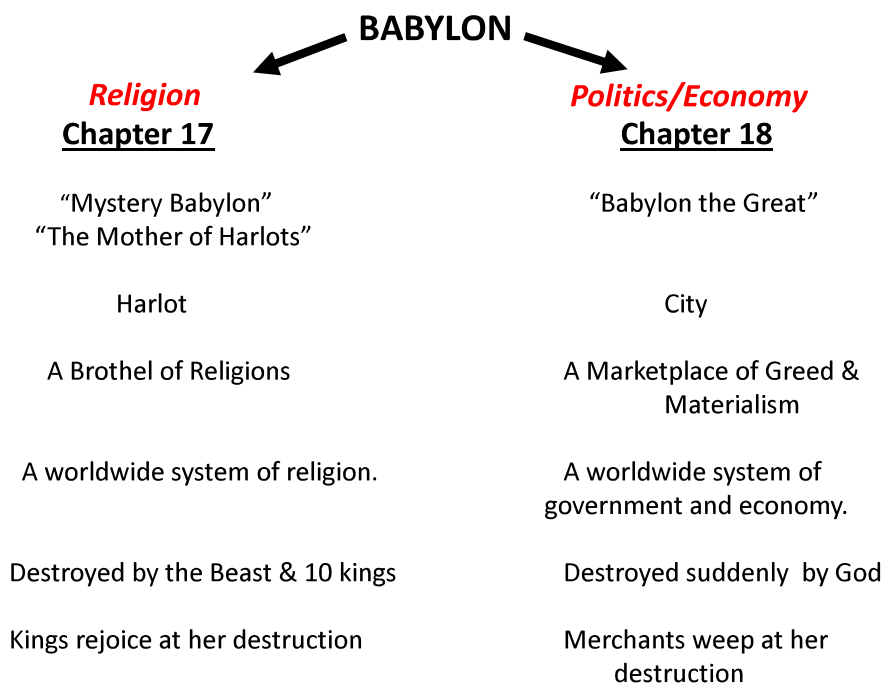 BABYLON
Religion
Chapter 17
“Mystery Babylon”
“The Mother of Harlots”
Harlot
A Brothel of Religions
A worldwide system of religion.
Destroyed by the Beast & 10 kings
Kings rejoice at her destruction
Politics/Economy
Chapter 18
“Babylon the Great”
City
A Marketplace of Greed &
Materialism
A worldwide system of
government and economy.
Destroyed suddenly  by God
Merchants weep at her
destruction